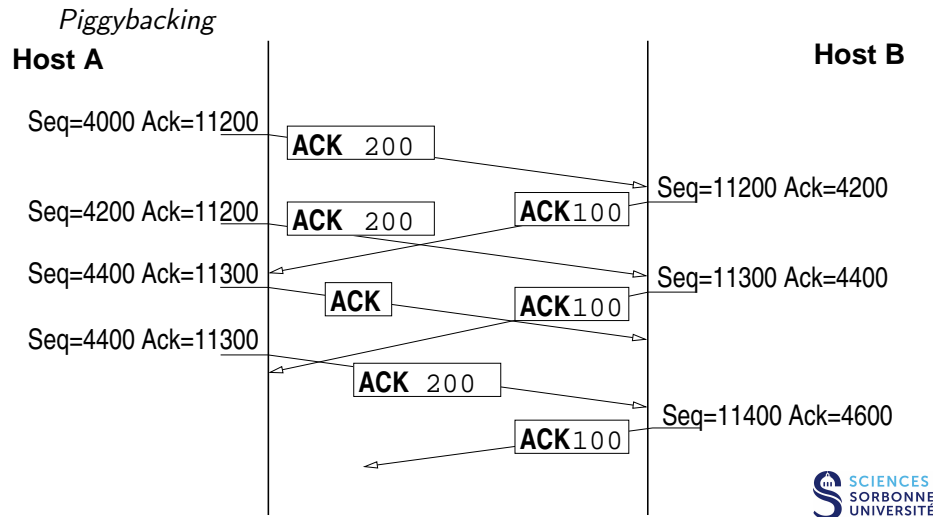 Piggybacking
Host A
Host B
Seq=4000 Ack=11200
ACK 200
Seq=11200 Ack=4200
ACK100
Seq=4200 Ack=11200
ACK 200
Seq=4400 Ack=11300
Seq=11300 Ack=4400
ACK
ACK100
Seq=4400 Ack=11300
ACK 200
Seq=11400 Ack=4600
ACK100
SCIENCES
SORBONNE
UNIVERSITÉ